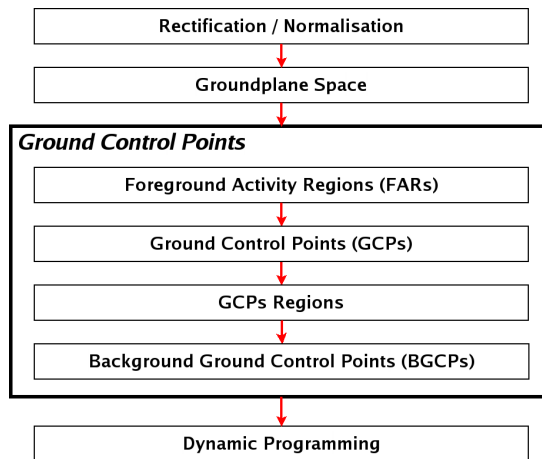 Rectification / Normalisation
Groundplane Space
Ground Control Points
Foreground Activity Regions (FARs)
Ground Control Points (GCPs)
GCPs Regions
Background Ground Control Points (BGCPs)
Dynamic Programming